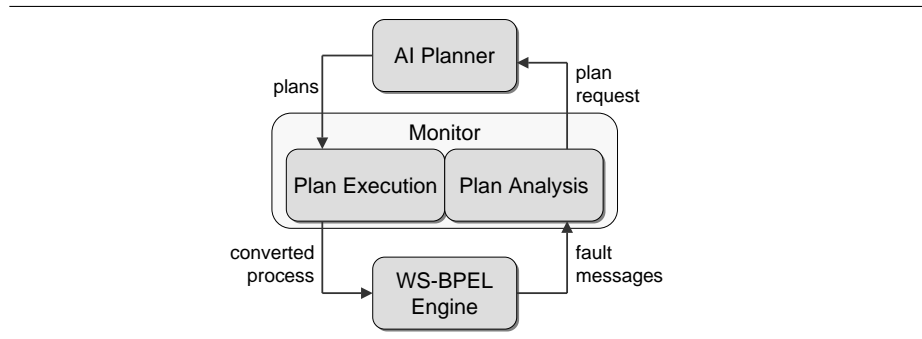 AI Planner
plans
plan
request
Monitor
Plan Execution
Plan Analysis
converted
process
WS-BPEL
Engine
fault
messages